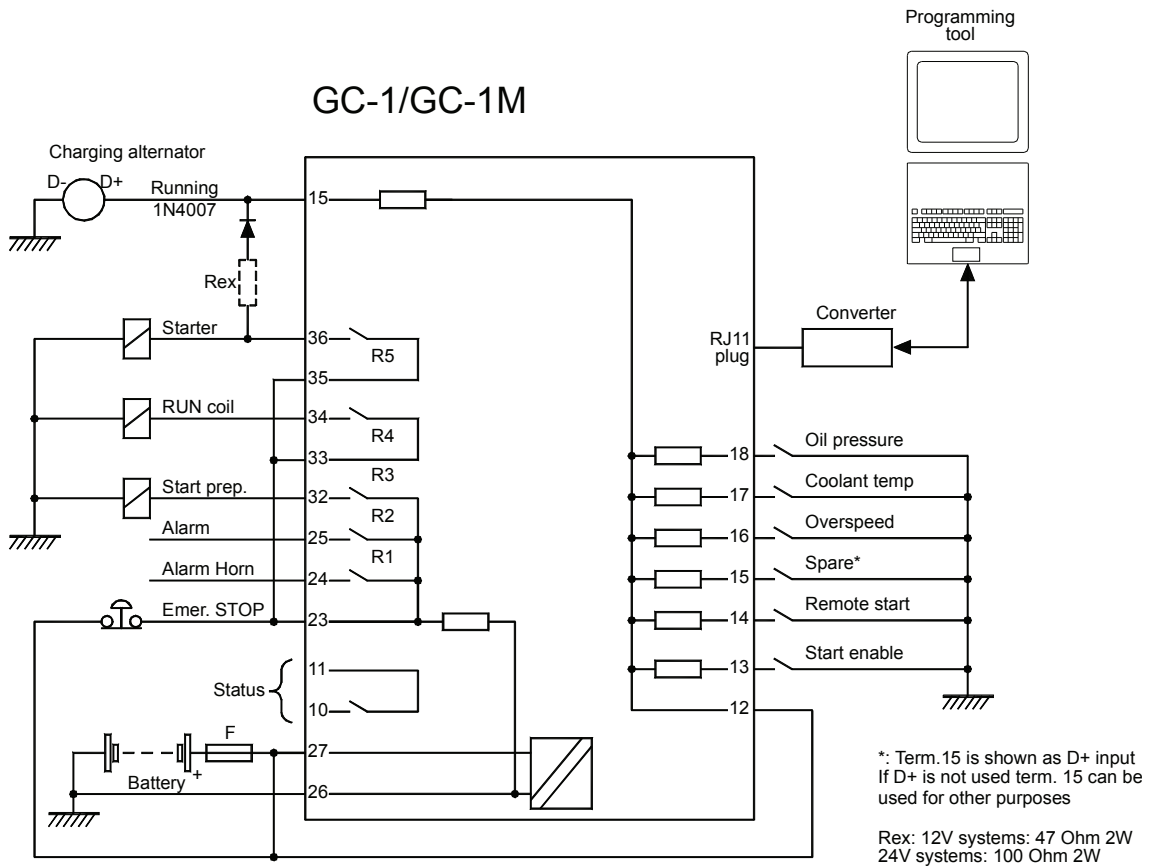 Programming
tool
GC-1/GC-1M
Charging alternator
D-
D+
Running
1N4007
15
Rex
Starter
36
R5
35
RUN coil
34
R4
33
R3
Start prep.
32
R2
Alarm
25
R1
Alarm Horn
24
Emer. STOP
23
11
Status
10
F
27
Battery
+
26
Converter
RJ11
plug
18
Oil pressure
17
Coolant temp
16
Overspeed
15
Spare*
14
Remote start
13
Start enable
12
*: Term.15 is shown as D+ input
If D+ is not used term. 15 can be
used for other purposes
Rex: 12V systems: 47 Ohm 2W
24V systems: 100 Ohm 2W